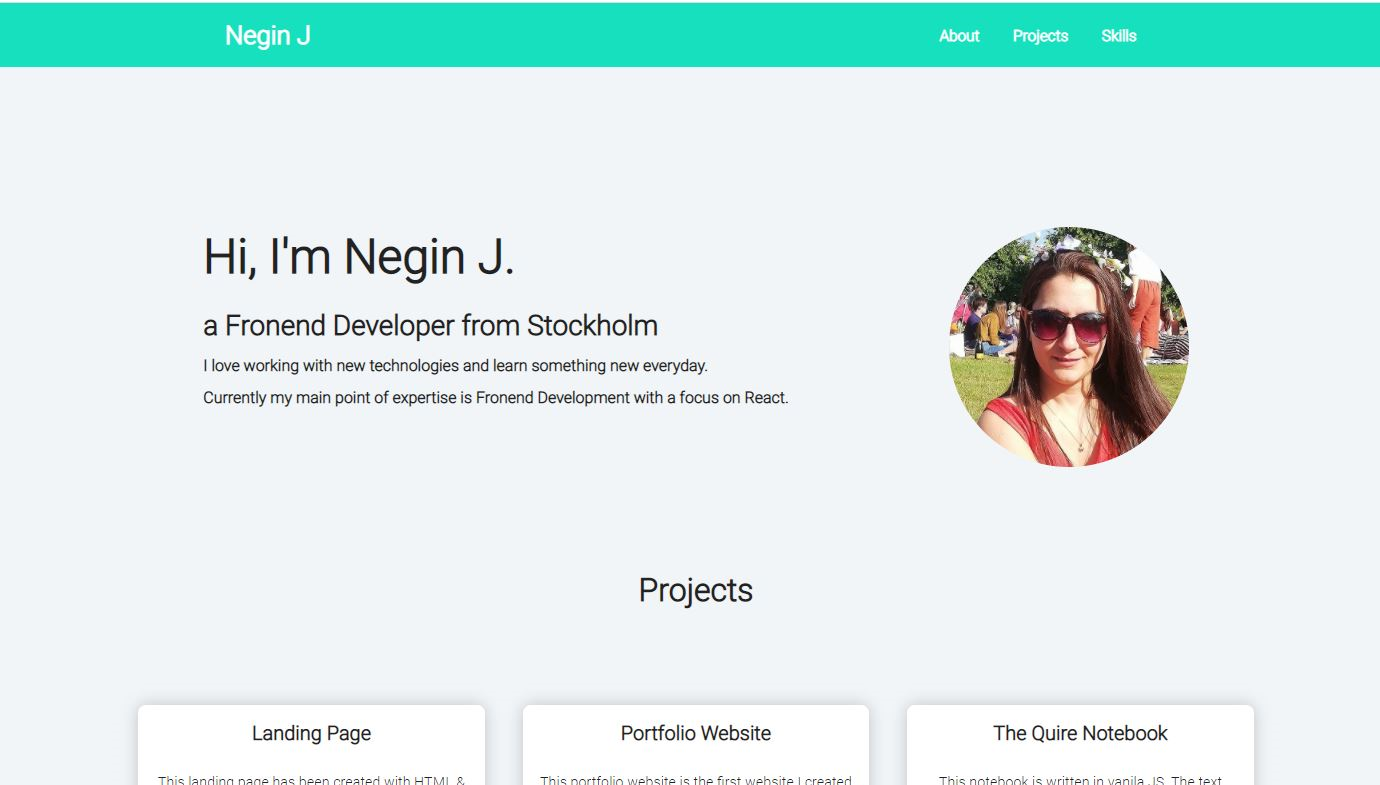 Negin J
About Projects Skills
Hi, I'm Negin J.
a Fronend Developer from Stockholm
I love working with new technologies and learn something new everyday.
Currently my main point of expertise is Fronend Development with a focus on React.
Projects
Landing Page
Portfolio Website
The Quire Notebook
This landing page has been created with HTML &
This portfolio website is the first website I created
This notebook is written in vanila JS. The text